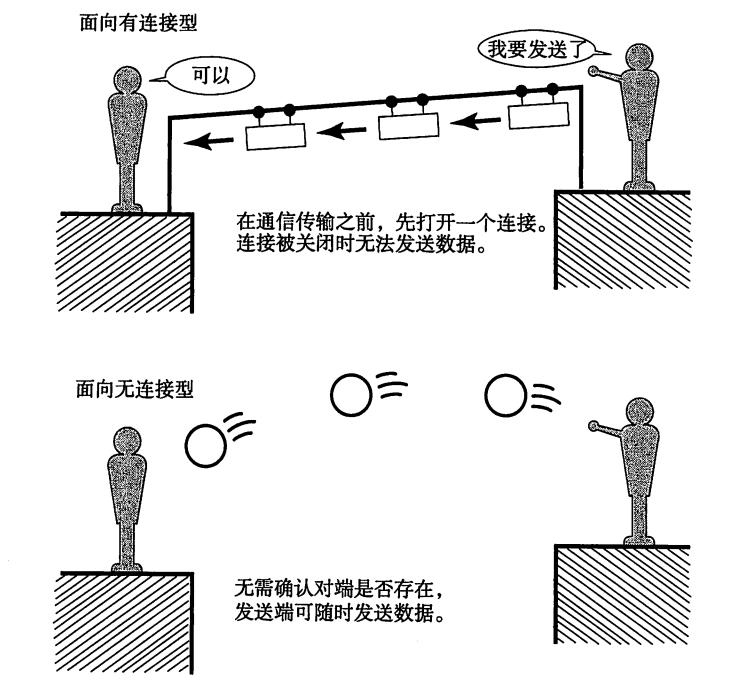 面向有连接型
我要发送了
可以
在通信传输之前，先打开一个连接。
连接被关闭时无法发送数据。
面向无连接型
无需确认对端是否存在，
发送端可随时发送数据。